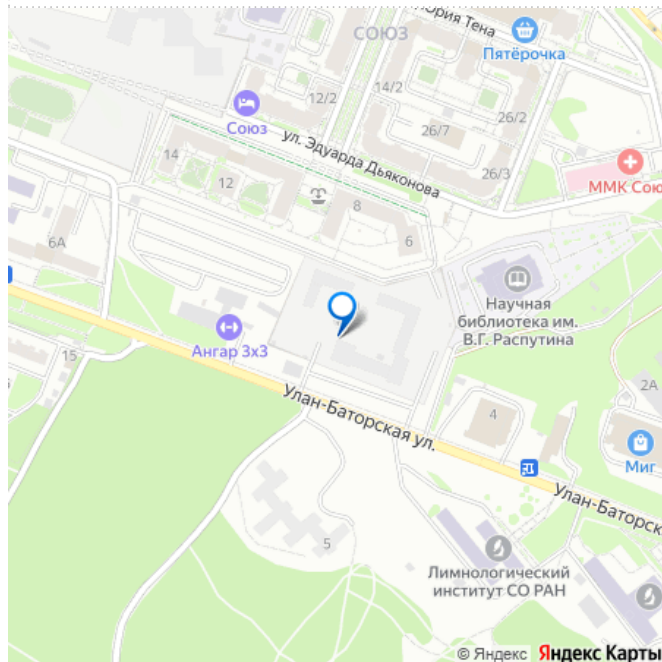 Юрия Тена
СОЮЗ
Пятёрочка
12/2
14/2
26/2
26/7
Союз
ул. Эдуарда Дьяконова
14
12
8
26/3
ММК Сою
6
6А
Научная
библиотека им.
В.Г. Распутина
Ангар 3х3
15
2А
Улан-Баторская ул.
4
Миг
Улан-Баторск
5
Лимнологический
институт СО РАН
© Яндекс Яндекс Карты